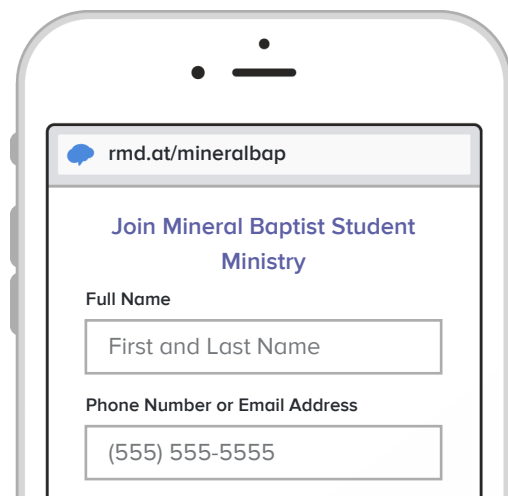 rmd.at/mineralbap
Join Mineral Baptist Student
Ministry
Full Name
First and Last Name
Phone Number or Email Address
(555) 555-5555